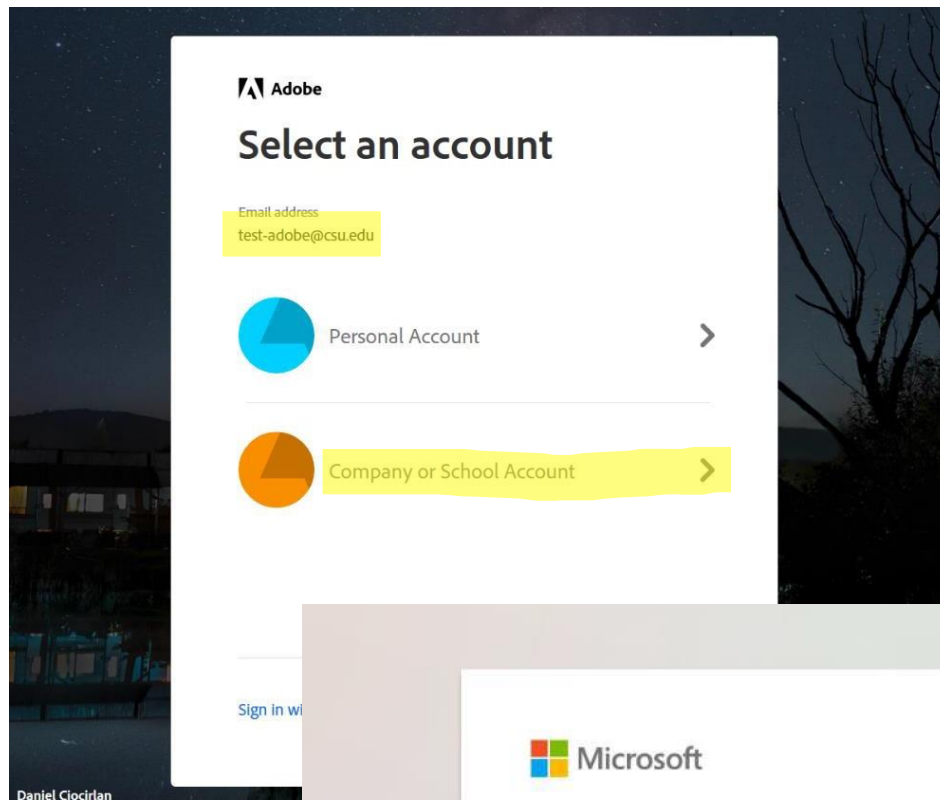 Adobe
Select an account
Email address
test-adobe@csu.edu
Personal Account
Company or School Account
Sign in wi
Microsoft
Daniel Ciocirlan